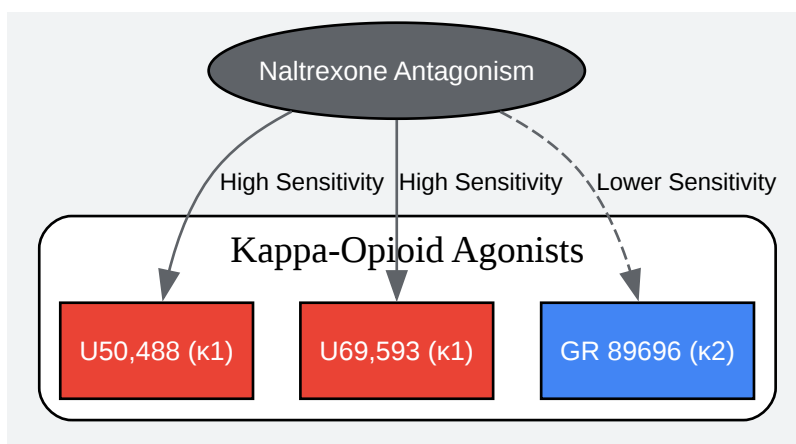 Naltrexone Antagonism
High Sensitivity
High Sensitivity
Lower Sensitivity
Kappa-Opioid Agonists
U50,488 (κ1)
U69,593 (κ1)
GR 89696 (κ2)